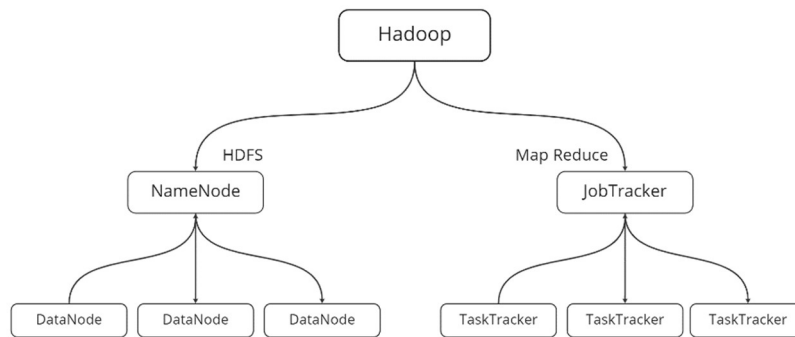 Hadoop
HDFS
Map Reduce
NameNode
JobTracker
DataNode
DataNode
DataNode
TaskTracker
TaskTracker
TaskTracker